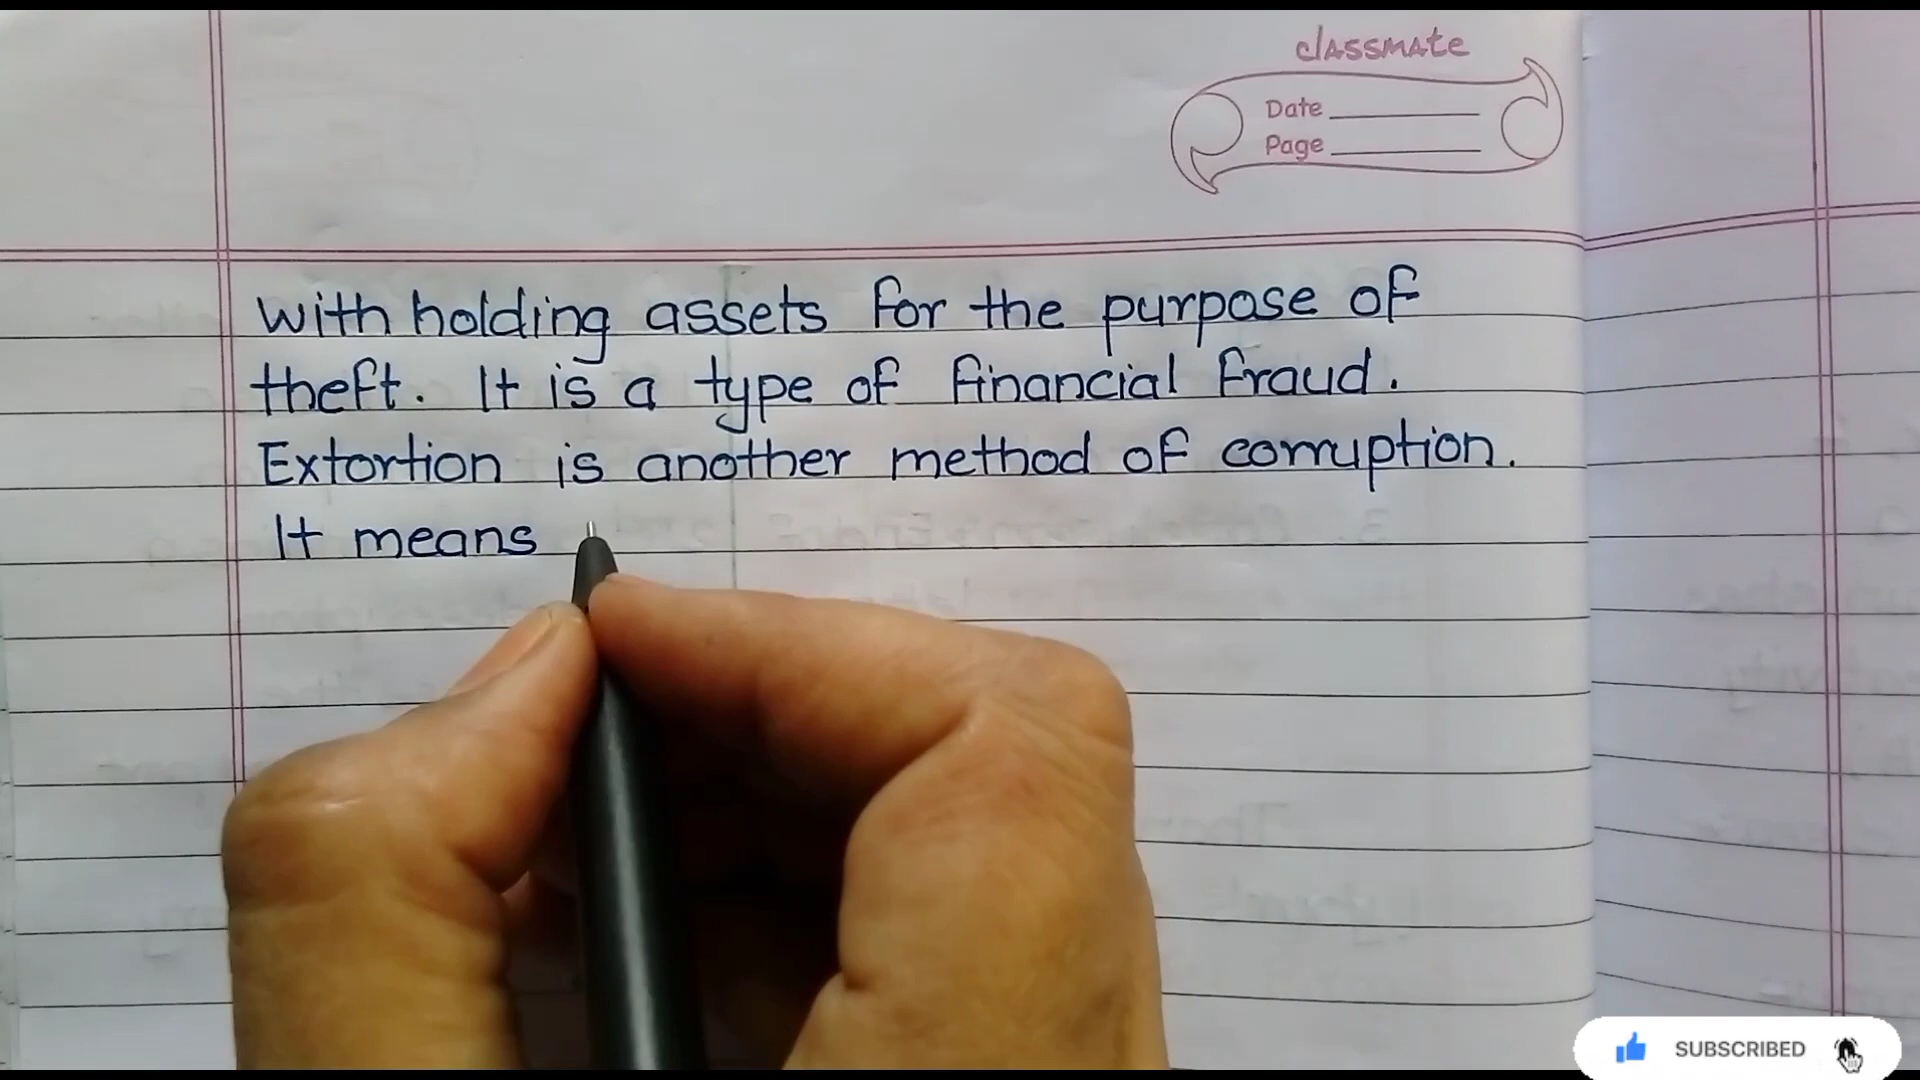 classmate
Date
Page
With holding assets for the purpose of
theft. It is a type of financial fraud.
Extortion is another method of corruption.
It means
SUBSCRIBED